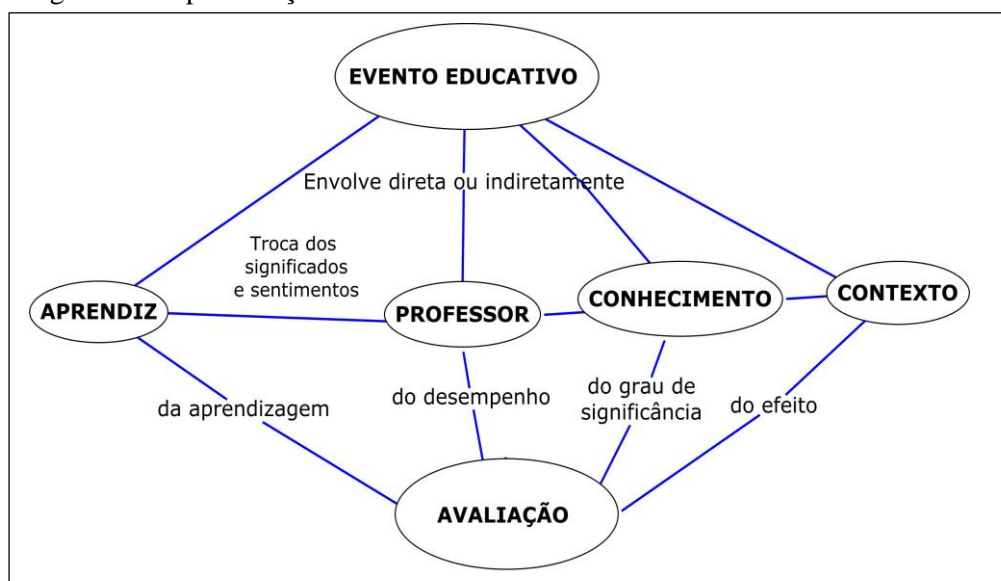 EVENTO EDUCATIVO
Envolve direta ou indiretamente
Troca dos
significados
e sentimentos
APRENDIZ
PROFESSOR
CONHECIMENTO
CONTEXTO
da aprendizagem
do desempenho
do grau de
significância
do efeito
AVALIAÇÃO